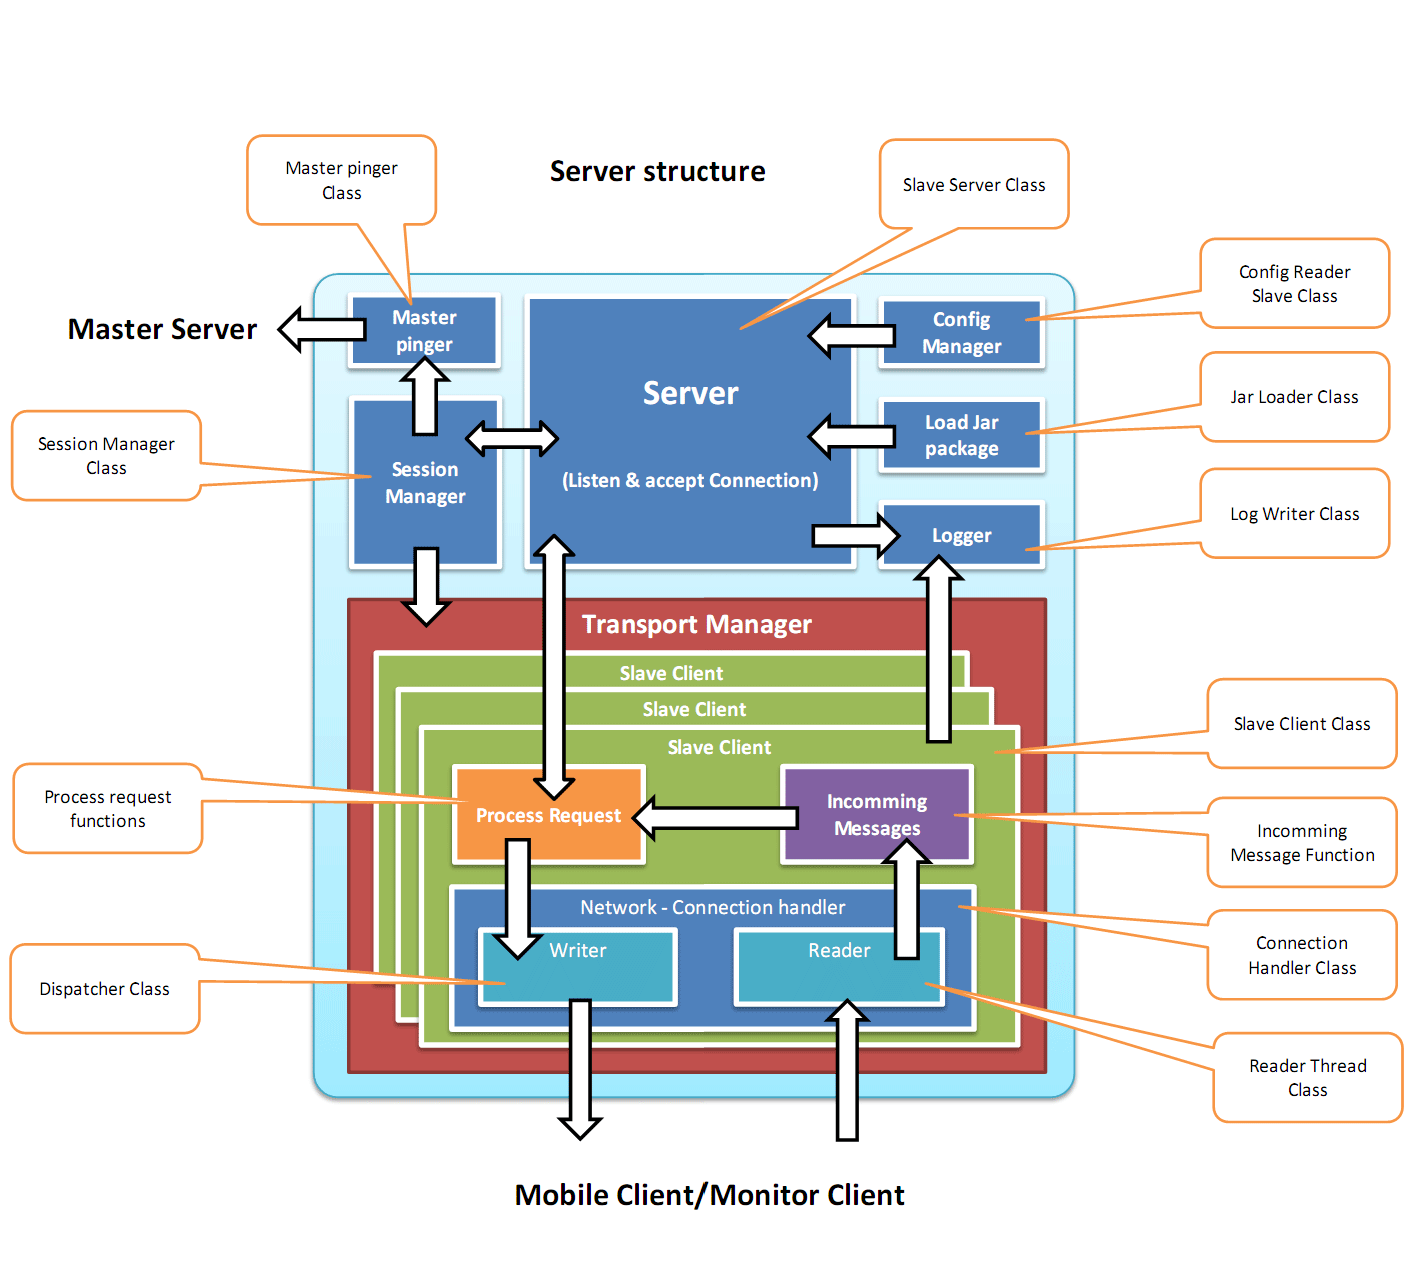 Server structure
Master pinger
Class
Slave Server Class
Config Reader
Slave Class
Master Server
Master
pinger
Server
(Listen & accept Connection)
Config
Manager
Jar Loader Class
Load Jar
package
Session Manager
Class
Session
Manager
Log Writer Class
Logger
Transport Manager
Slave Client
Slave Client
Slave Client
Slave Client Class
Process request
functions
Process Request
Incomming
Messages
Incomming
Message Function
Network - Connection handler
Writer
Reader
Connection
Handler Class
Dispatcher Class
Reader Thread
Class
Mobile Client/Monitor Client